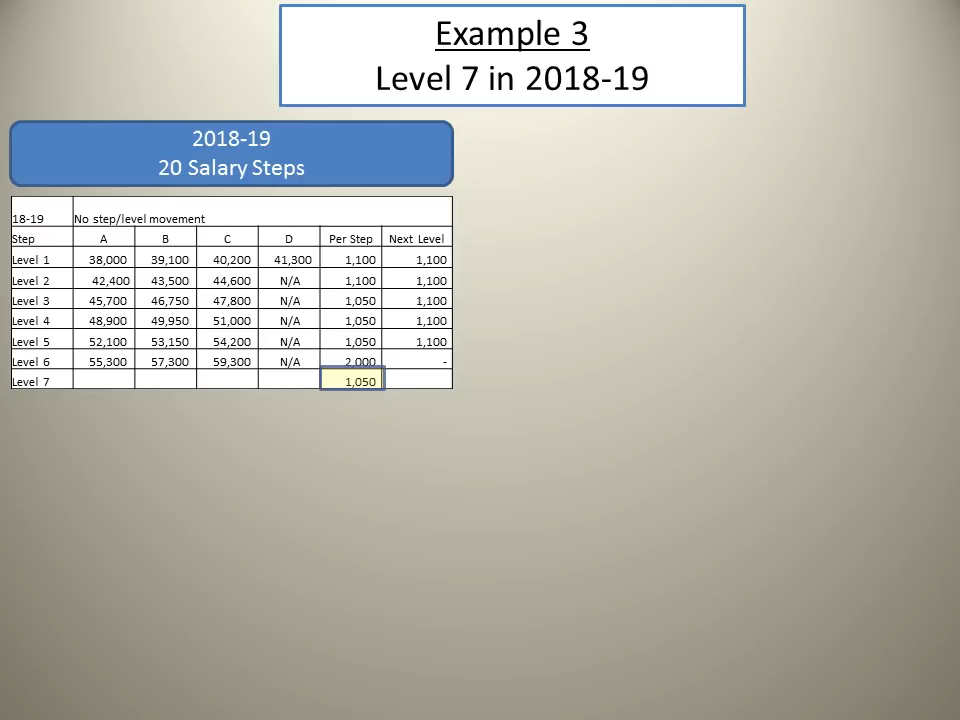 Example 3
Level 7 in 2018-19
2018-19
20 Salary Steps
18-19 No step/level movement
Step A B C D Per Step Next Level
Level 1 38,000 39,100 40,200 41,300 1,100 1,100
Level 2 42,400 43,500 44,600 N/A 1,100 1,100
Level 3 45,700 46,750 47,800 N/A 1,050 1,100
Level 4 48,900 49,950 51,000 N/A 1,050 1,100
Level 5 52,100 53,150 54,200 N/A 1,050 1,100
Level 6 55,300 57,300 59,300 N/A 2,000 -
Level 7 1,050